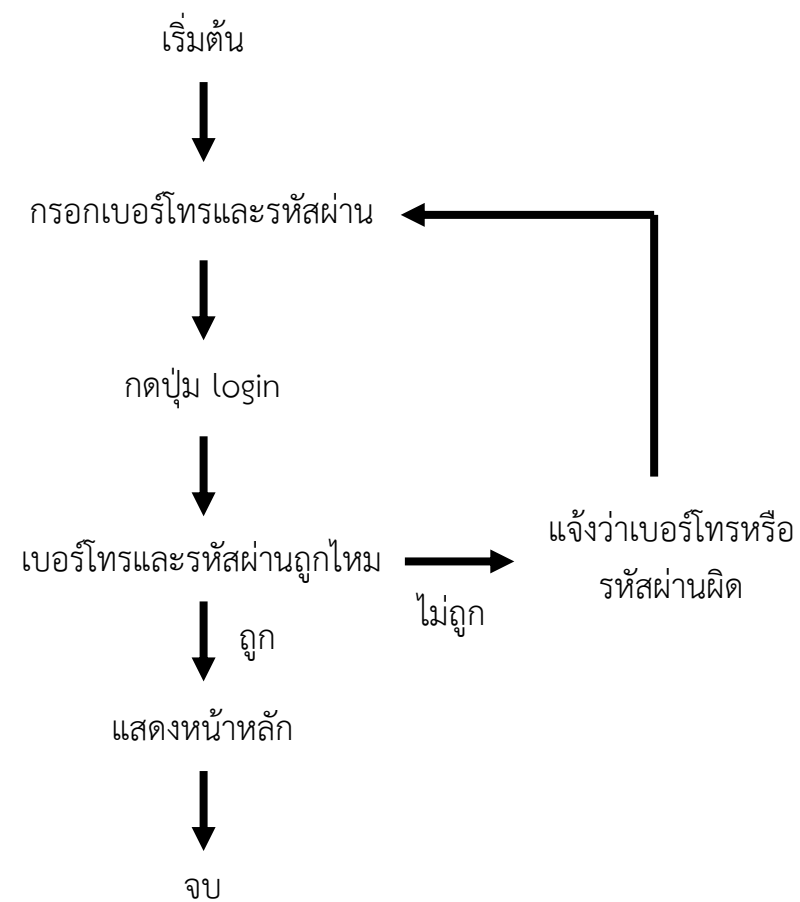 เริ่มต้น
กรอกเบอร์โทรและรหัสผ่าน
กดปุ่ม login
เบอร์โทรและรหัสผ่านถูกไหม
ไม่ถูก
แจ้งว่าเบอร์โทรหรือ
รหัสผ่านผิด
ถูก
แสดงหน้าหลัก
จบ